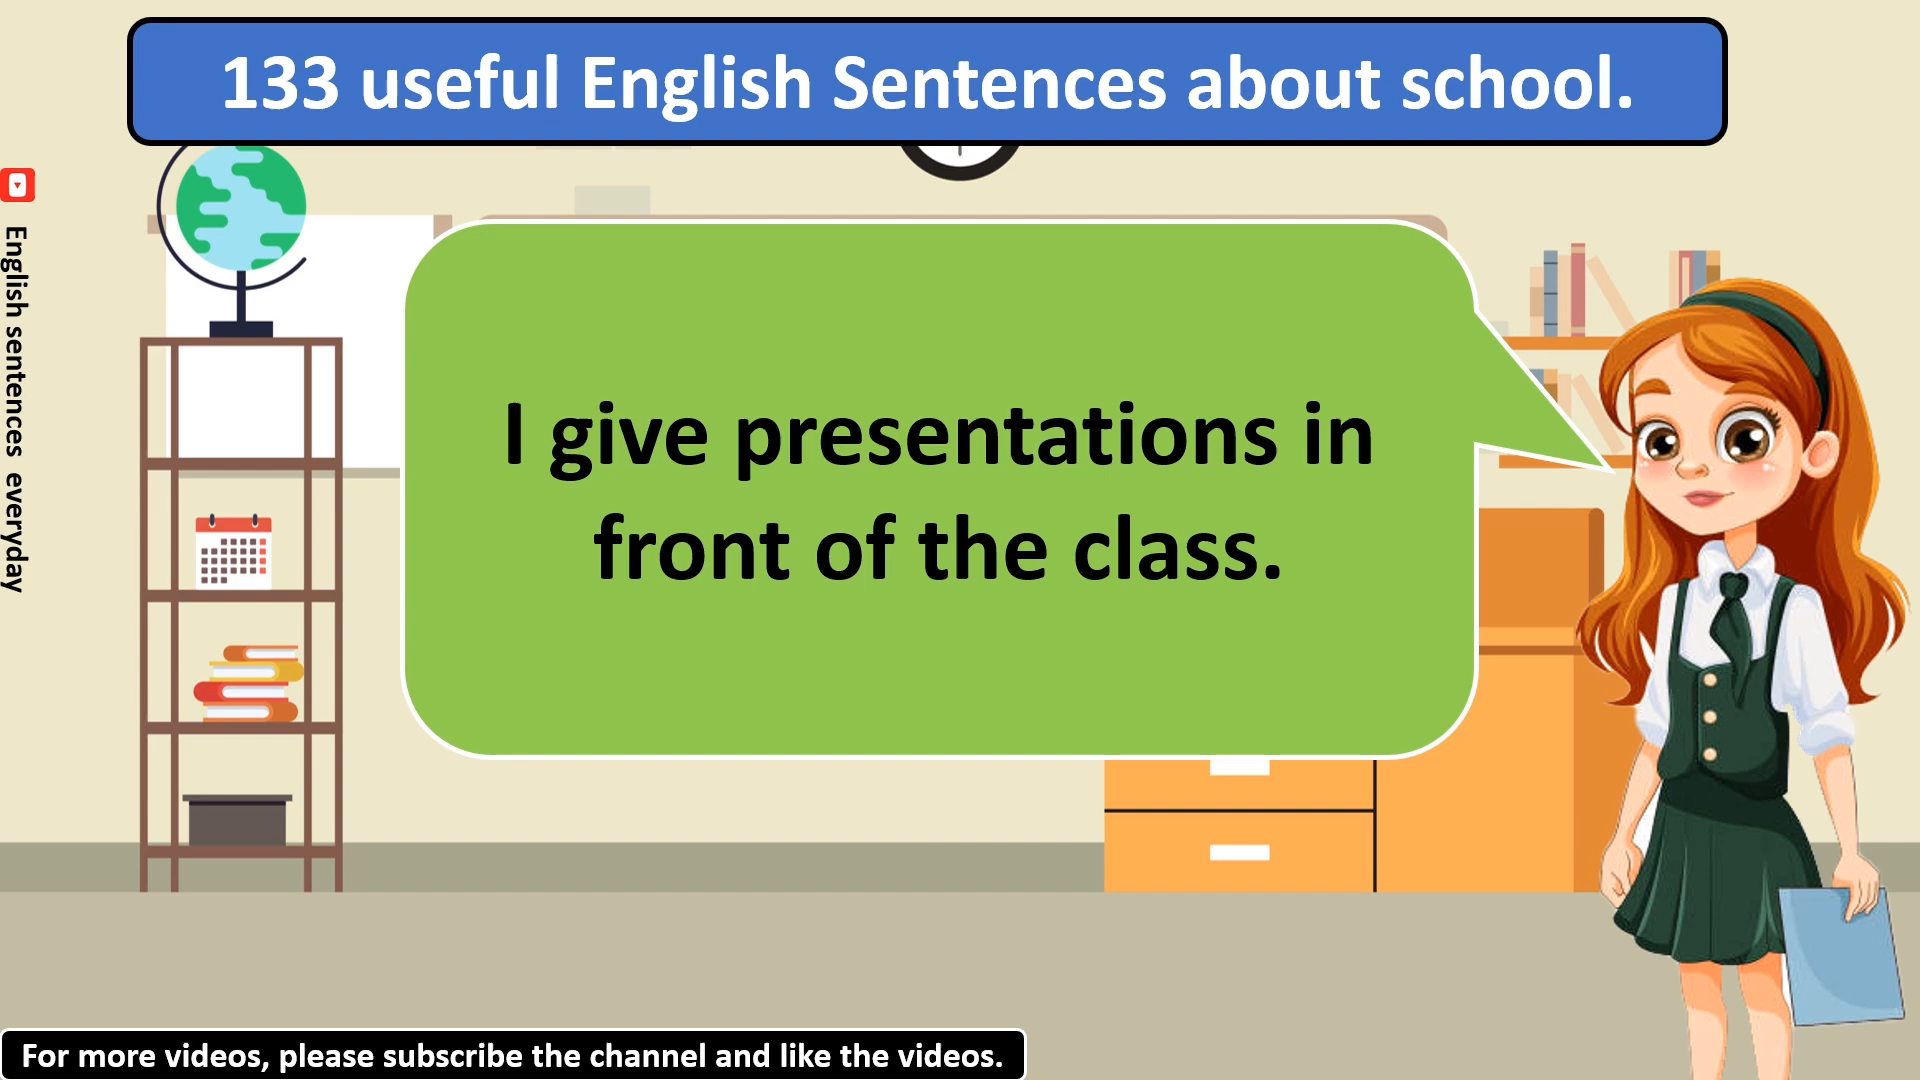 133 useful English Sentences about school.
English sentences everyday
I give presentations in
front of the class.
For more videos, please subscribe the channel and like the videos.